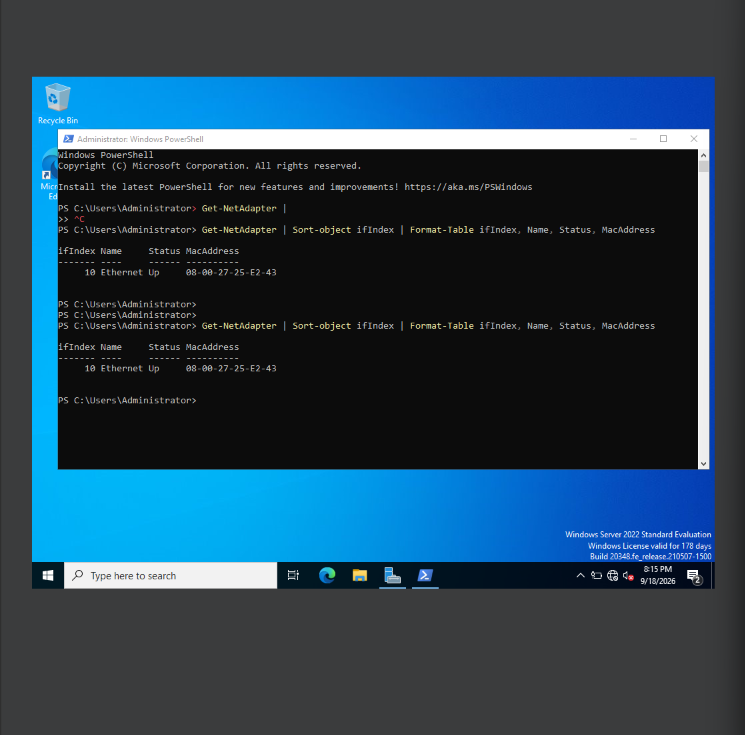 Recycle Bin
Administrator: Windows PowerShell
Windows PowerShell
Copyright (C) Microsoft Corporation. All rights reserved.
Micr
Ed
Install the latest PowerShell for new features and improvements! https://aka.ms/PSWindows
PS C:\Users\Administrator> Get-NetAdapter |
>> ^C
PS C:\Users\Administrator> Get-NetAdapter | Sort-object ifIndex | Format-Table ifIndex, Name, Status, MacAddress
ifIndex Name     Status MacAddress
------- ----     ------ ----------
     10 Ethernet Up     08-00-27-25-E2-43
PS C:\Users\Administrator>
PS C:\Users\Administrator>
PS C:\Users\Administrator> Get-NetAdapter | Sort-object ifIndex | Format-Table ifIndex, Name, Status, MacAddress
ifIndex Name     Status MacAddress
------- ----     ------ ----------
     10 Ethernet Up     08-00-27-25-E2-43
PS C:\Users\Administrator>
Windows Server 2022 Standard Evaluation
Windows License valid for 178 days
Build 20348.fe_release.210507-1500
Type here to search
8:15 PM
9/18/2026
2